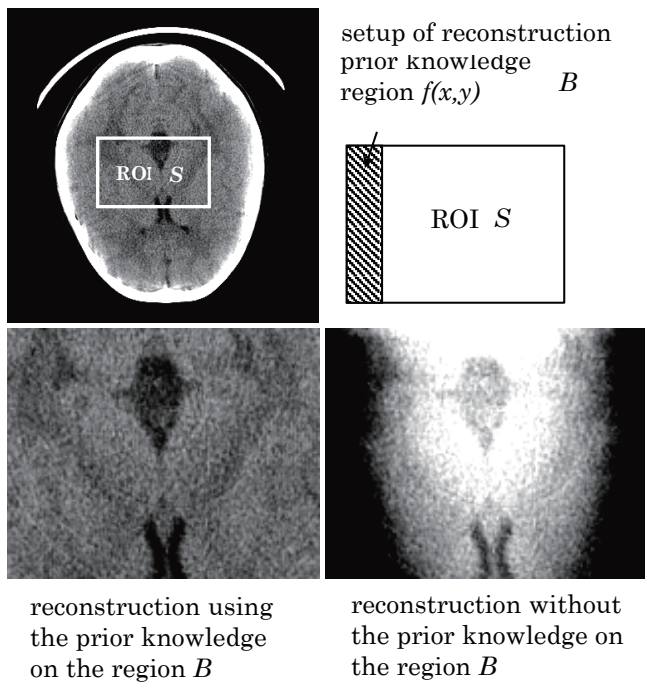 setup of reconstruction
prior knowledge
region f(x,y) B
ROI S
ROI S
reconstruction using
the prior knowledge
on the region B
reconstruction without
the prior knowledge on
the region B